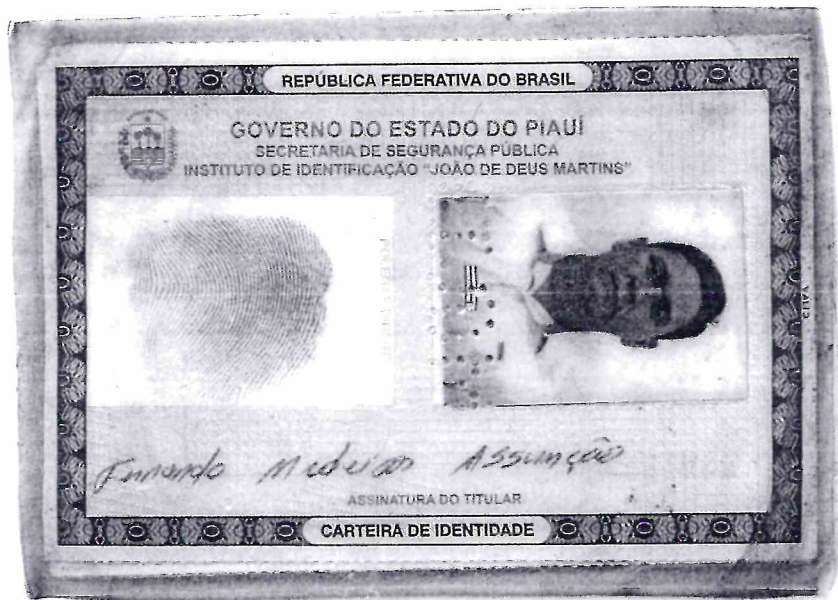 REPÚBLICA FEDERATIVA DO BRASIL
GOVERNO DO ESTADO DO PIAUÍ
SECRETARIA DE SEGURANÇA PÚBLICA
INSTITUTO DE IDENTIFICAÇÃO "JOÃO DE DEUS MARTINS"
Fernando Medeiros Assunção
ASSINATURA DO TITULAR
CARTEIRA DE IDENTIDADE